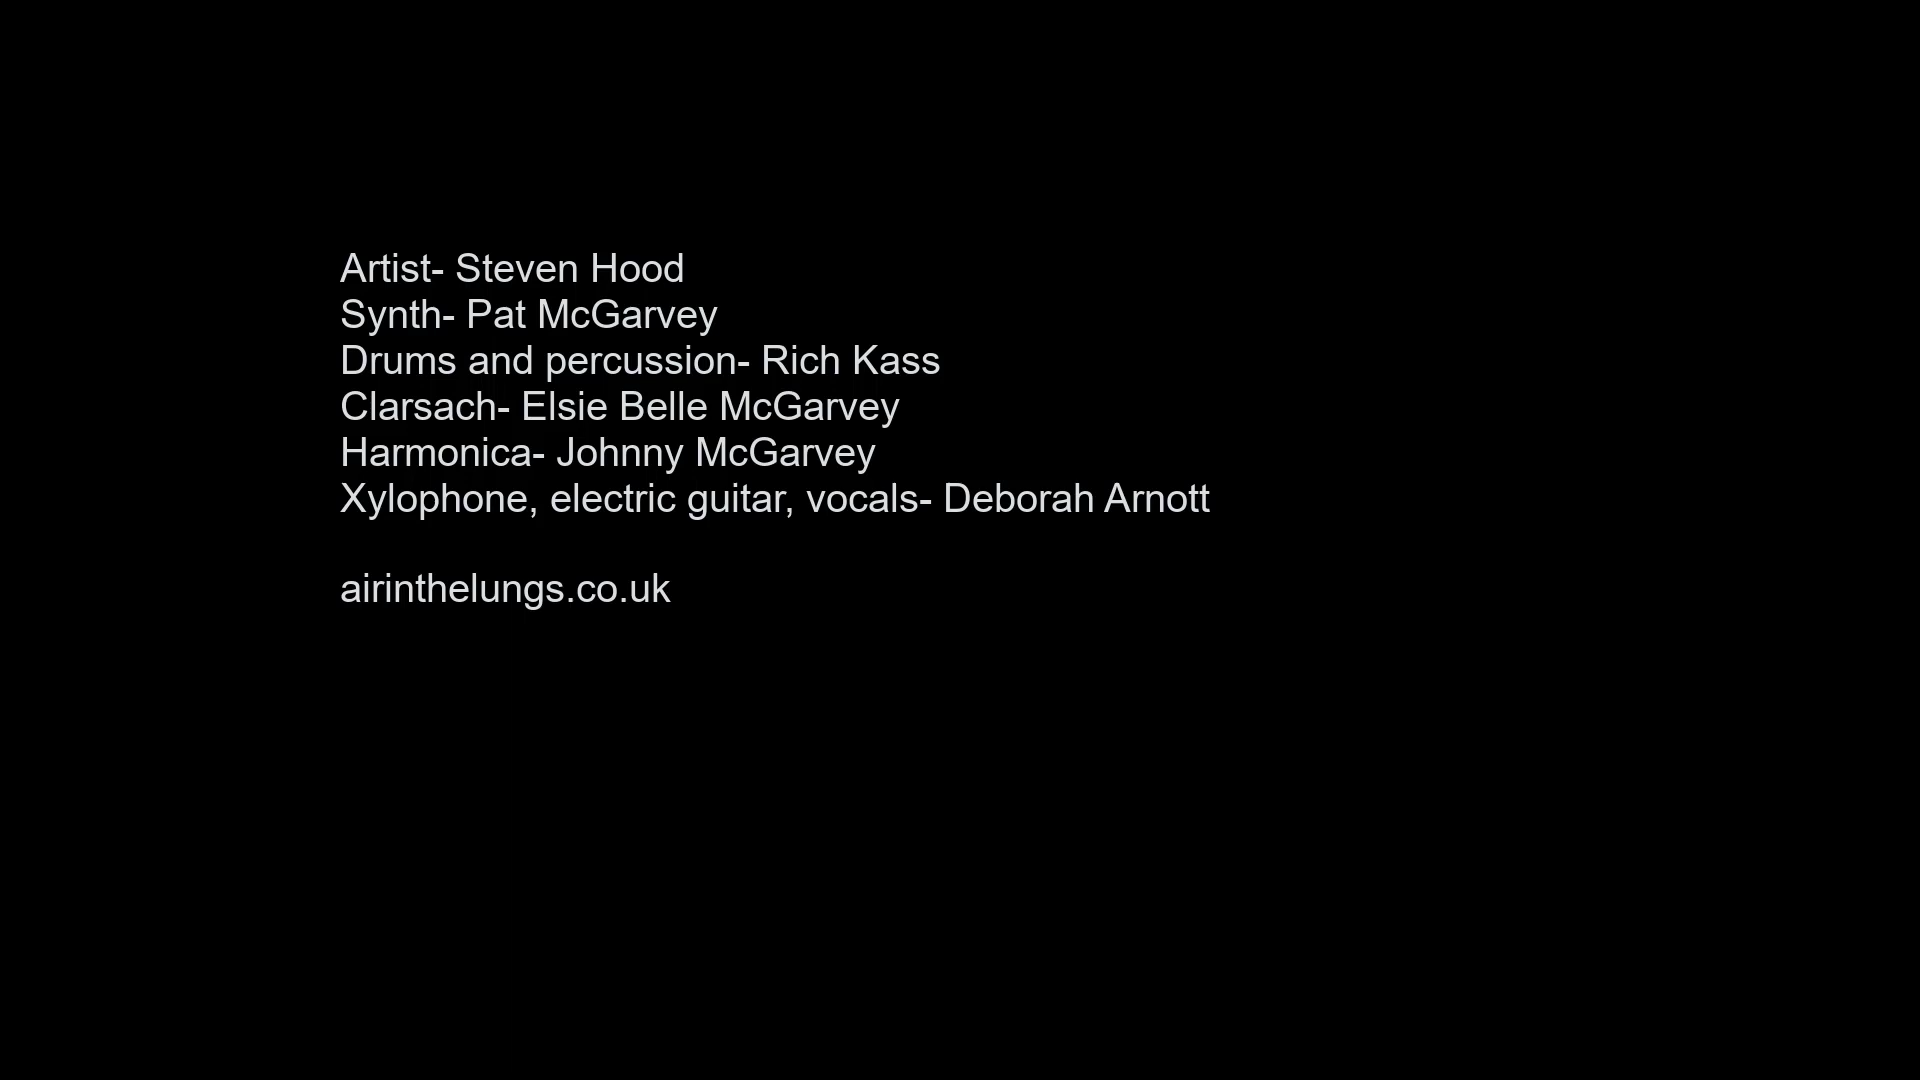 Artist- Steven Hood
Synth- Pat McGarvey
Drums and percussion- Rich Kass
Clarsach- Elsie Belle McGarvey
Harmonica- Johnny McGarvey
Xylophone, electric guitar, vocals- Deborah Arnott
airinthelungs.co.uk